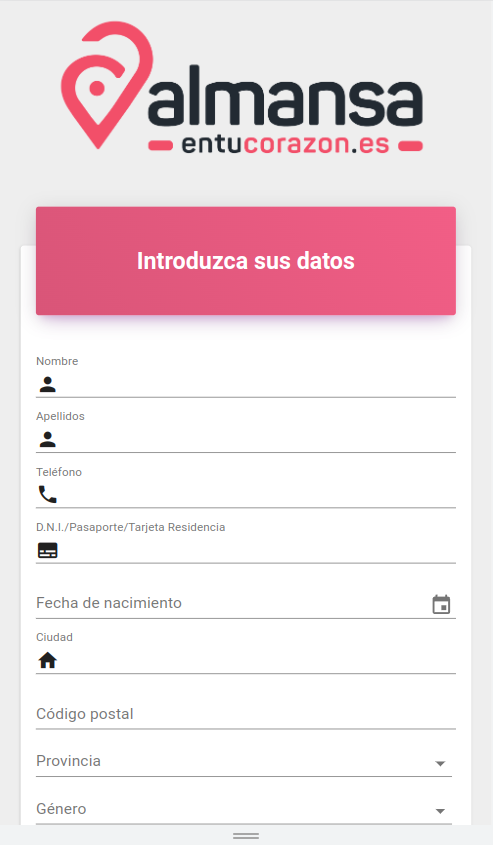 almansa
entucorazon.es
Introduzca sus datos
Nombre
Apellidos
Teléfono
D.N.I./Pasaporte/Tarjeta Residencia
Fecha de nacimiento
Ciudad
Código postal
Provincia
Género